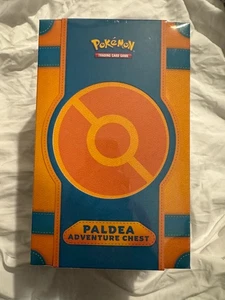 POKéMON
TRADING CARD GAME
PALDEA
ADVENTURE CHEST